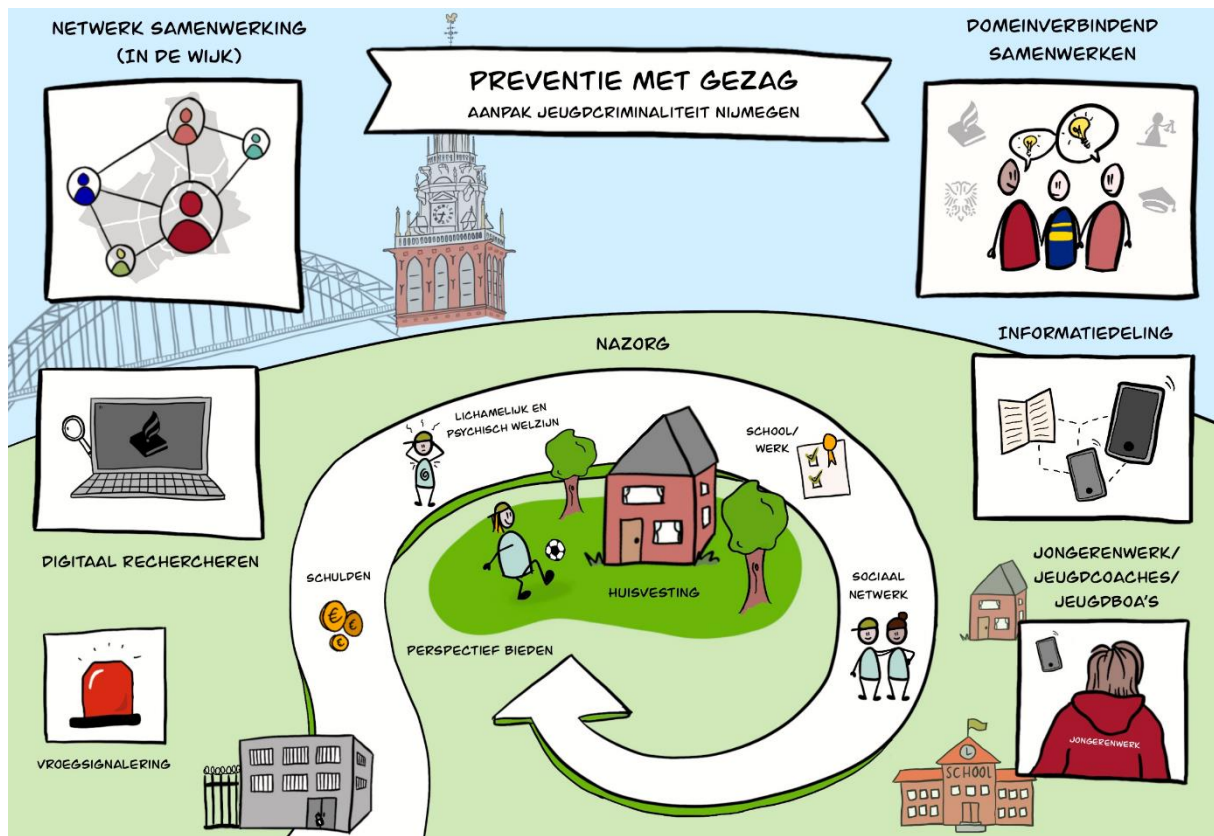 NETWERK SAMENWERKING
(IN DE WIJK)
PREVENTIE MET GEZAG
AANPAK JEUGDCRIMINALITEIT NIJMEGEN
DOMEINVERBINDEND
SAMENWERKEN
NAZORG
INFORMATIEDELING
LICHAMELIJK EN
PSYCHISCH WELZIJN
SCHOOL/
WERK
DIGITAAL RECHERCHEREN
SCHULDEN
HUISVESTING
SOCIAAL
NETWERK
JONGERENWERK/
JEUGDCOACHES/
JEUGDBOA'S
PERSPECTIEF BIEDEN
JONGERENWERK
VROEGSIGNALERING
SCHOOL